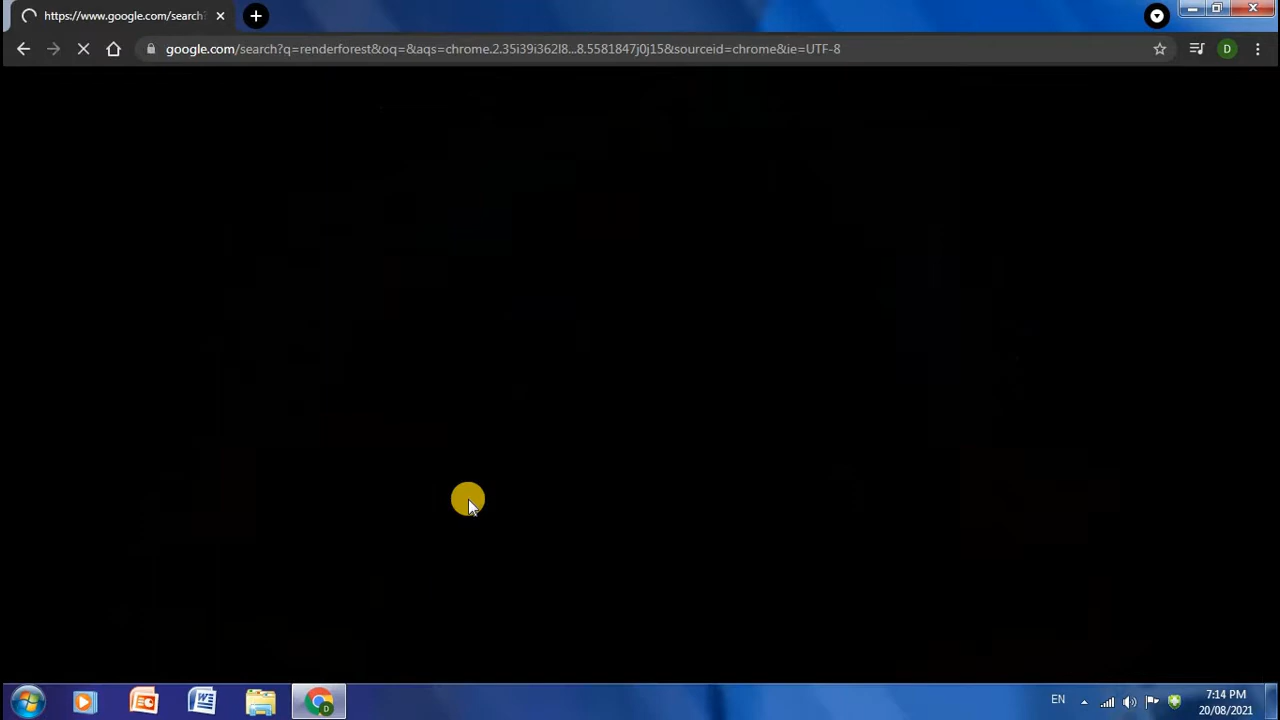 https://www.google.com/search?
google.com/search?q=renderforest&oq=&aqs=chrome.2.35i39i362l8...8.5581847j0j15&sourceid=chrome&ie=UTF-8
D
D
EN
7:14 PM
20/08/2021